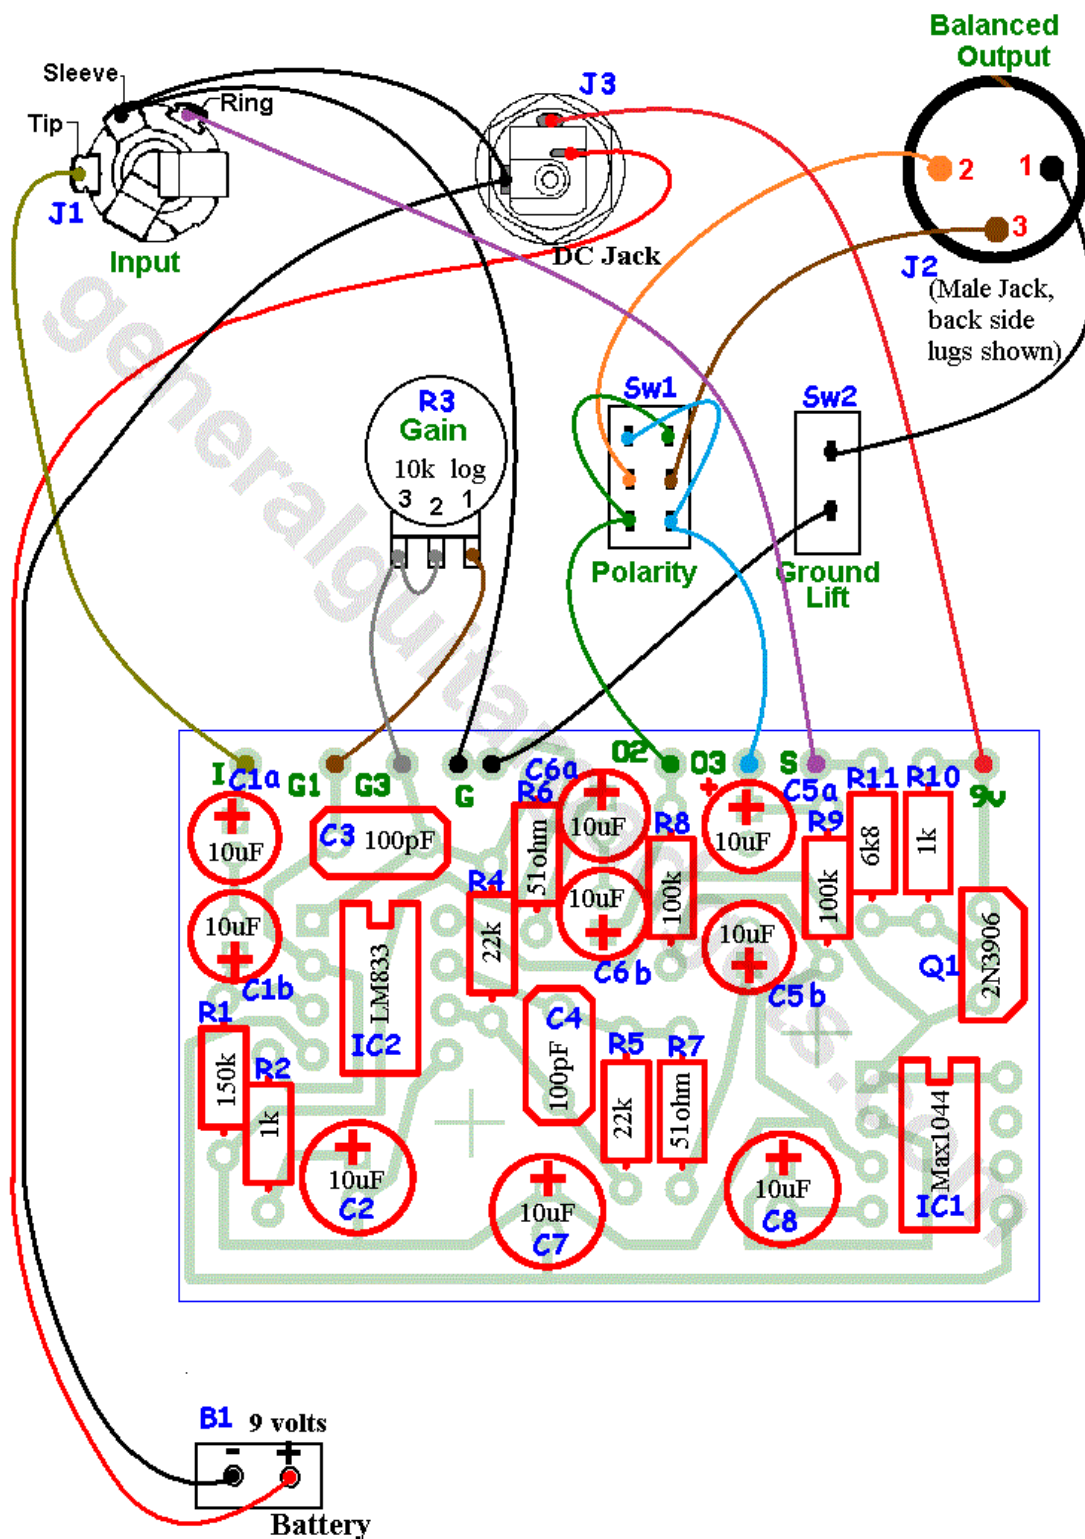 Balanced
Output
Sleeve
Ring
Tip
J1
Input
J3
DC Jack
2
1
3
J2
(Male Jack,
back side
lugs shown)
R3
Gain
10k log
3 2 1
Sw1
Polarity
Sw2
Ground
Lift
generalguitargadgets.com
I
G1
G3
G
O2
O3
S
9v
C1a
+
10uF
C3
100pF
C6a
+
10uF
R6
51ohm
R8
100k
+
C5a
+
10uF
R9
100k
R11
6k8
R10
1k
C1b
10uF
+
R4
22k
C6b
10uF
+
C5b
10uF
+
Q1
2N3906
LM833
IC2
R1
150k
R2
1k
C4
100pF
R5
22k
R7
51ohm
Max1044
IC1
+
10uF
C2
+
10uF
C7
+
10uF
C8
B1 9 volts
- +
Battery